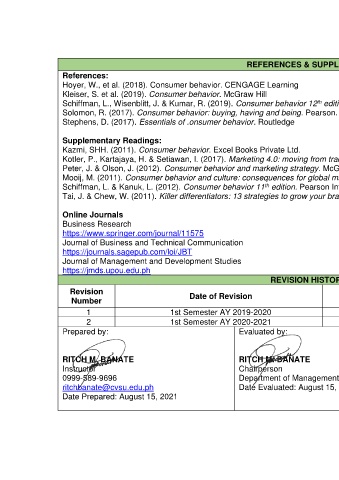 REFERENCES & SUPPL
References:
Hoyer, W., et al. (2018). Consumer behavior. CENGAGE Learning
Kleiser, S. et al. (2019). Consumer behavior. McGraw Hill
Schiffman, L., Wisenblitt, J. & Kumar, R. (2019). Consumer behavior 12th editi
Solomon, R. (2017). Consumer behavior: buying, having and being. Pearson.
Stephens, D. (2017). Essentials of .onsumer behavior. Routledge
Supplementary Readings:
Kazmi, SHH. (2011). Consumer behavior. Excel Books Private Ltd.
Kotler, P., Kartajaya, H. & Setiawan, I. (2017). Marketing 4.0: moving from tra
Peter, J. & Olson, J. (2012). Consumer behavior and marketing strategy. McG
Mooij, M. (2011). Consumer behavior and culture: consequences for global m
Schiffman, L. & Kanuk, L. (2012). Consumer behavior 11th edition. Pearson In
Tai, J. & Chew, W. (2011). Killer differentiators: 13 strategies to grow your bra
Online Journals
Business Research
https://www.springer.com/journal/11575
Journal of Business and Technical Communication
https://journals.sagepub.com/loi/JBT
Journal of Management and Development Studies
https://jmds.upou.edu.ph
REVISION HISTOR
Revision Number
Date of Revision
1 1st Semester AY 2019-2020
2 1st Semester AY 2020-2021
Prepared by:
RITCH M. BANATE
Instructor
0999-589-9696
ritchbanate@cvsu.edu.ph
Date Prepared: August 15, 2021
Evaluated by:
RITCH M. BANATE
Chairperson
Department of Management
Date Evaluated: August 15,